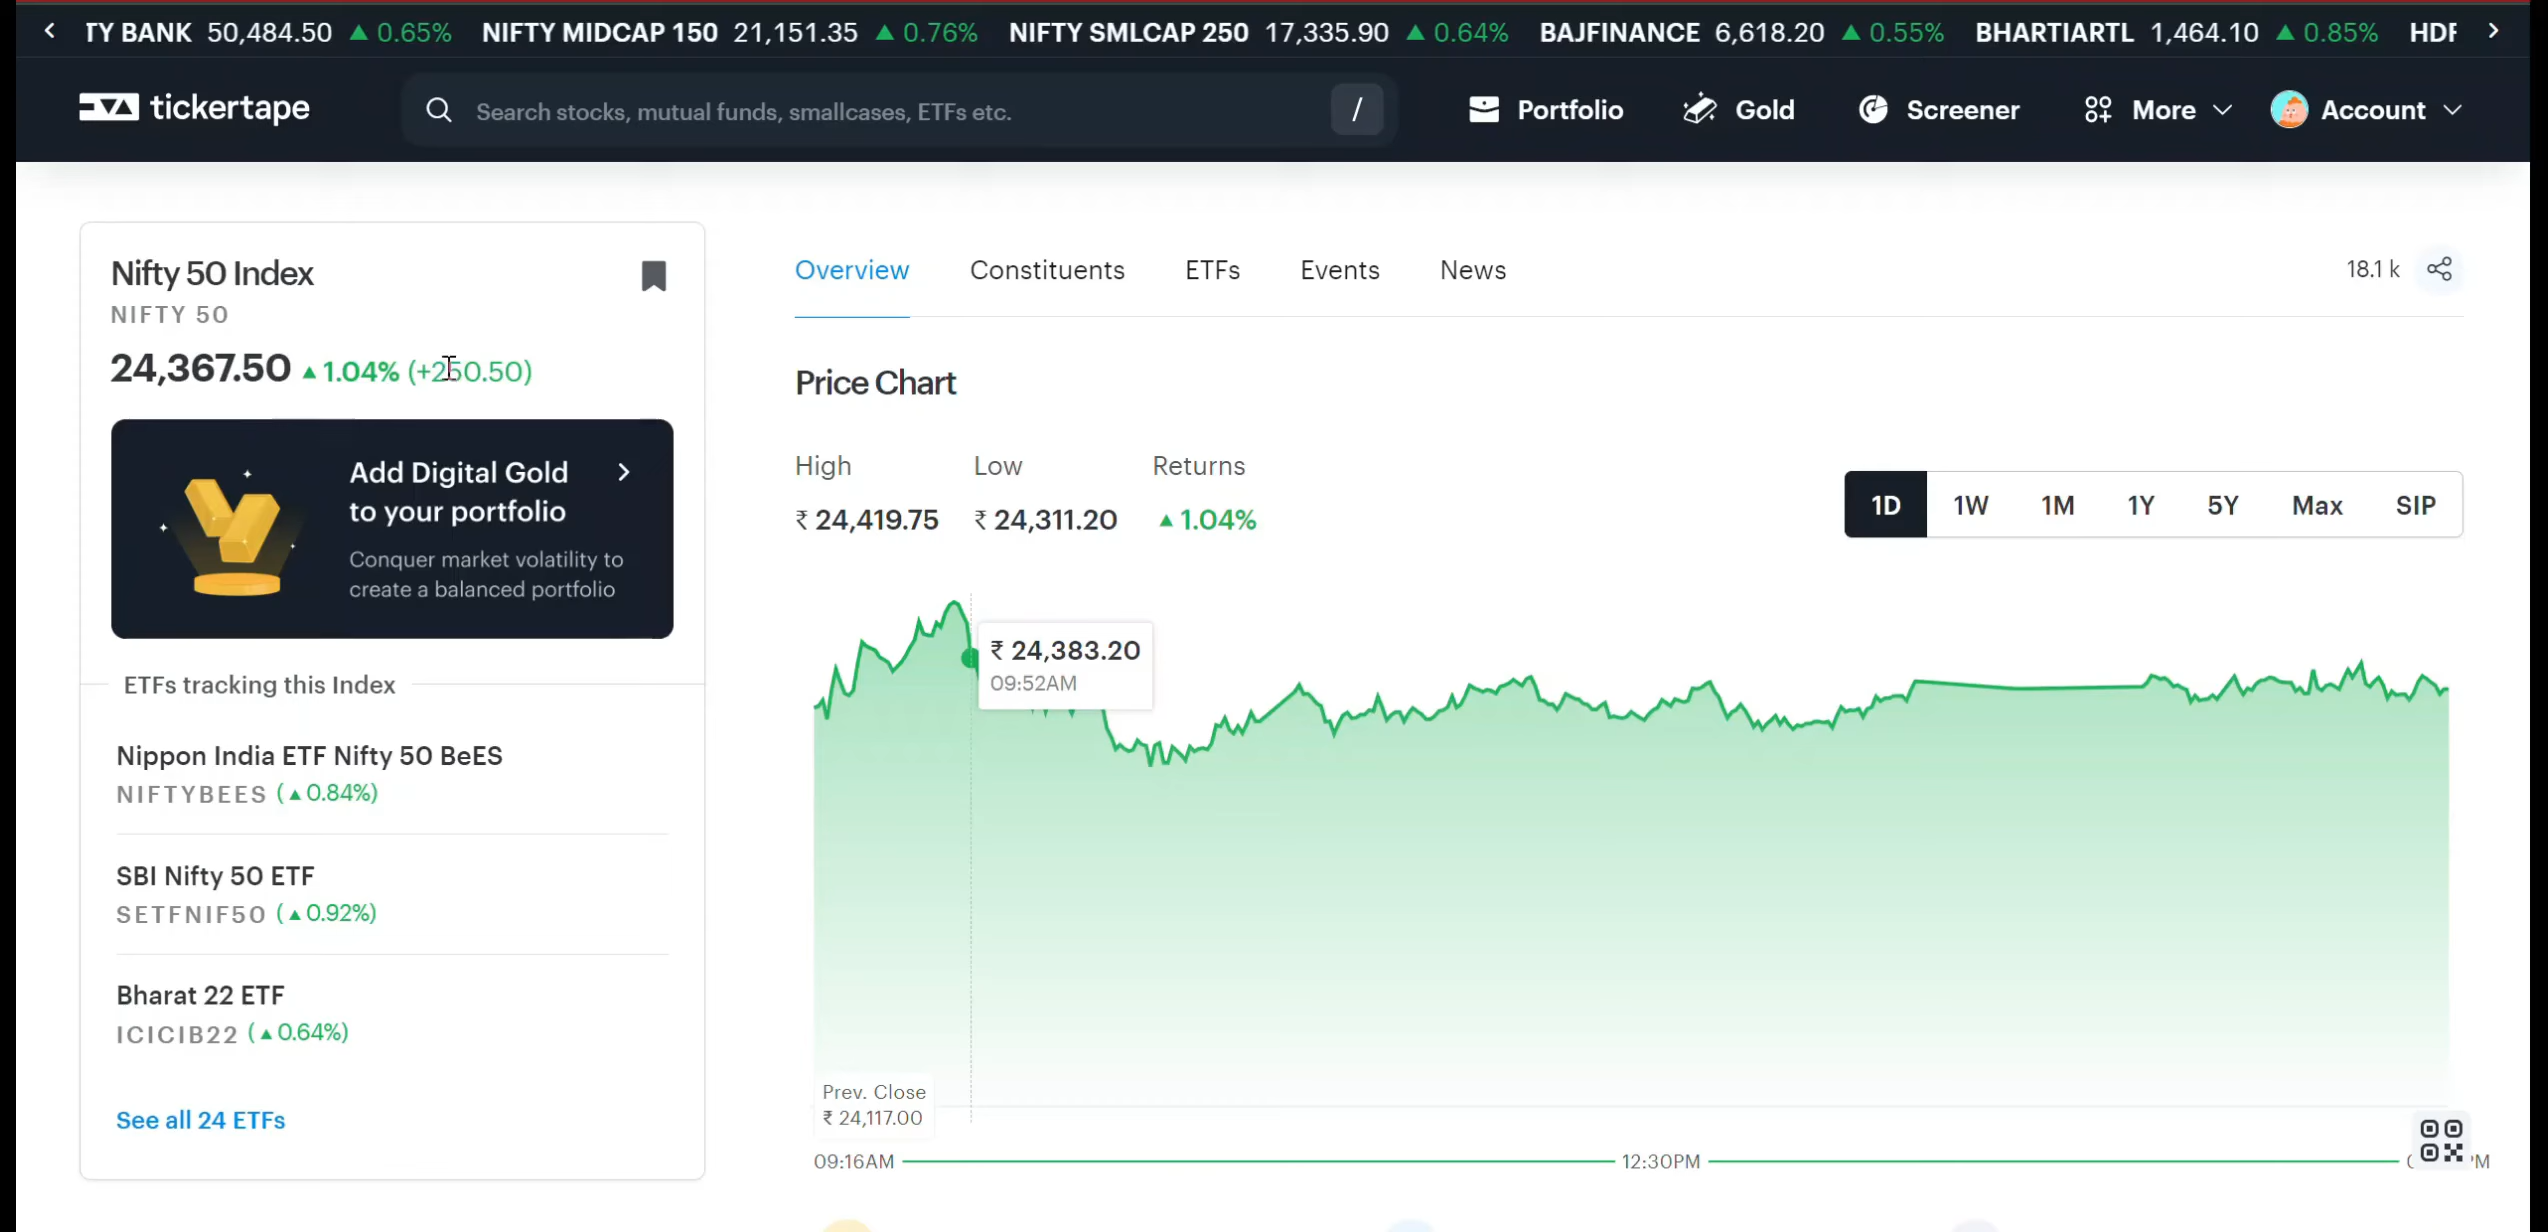 TY BANK 50,484.50 ▲ 0.65% NIFTY MIDCAP 150 21,151.35 ▲ 0.76% NIFTY SMLCAP 250 17,335.90 ▲ 0.64% BAJFINANCE 6,618.20 ▲ 0.55% BHARTIARTL 1,464.10 ▲ 0.85% HDF
tickertape
Search stocks, mutual funds, smallcases, ETFs etc. /
Portfolio Gold Screener More Account
Nifty 50 Index
NIFTY 50
24,367.50 ▲ 1.04% (+250.50)
Add Digital Gold
to your portfolio
Conquer market volatility to
create a balanced portfolio
ETFs tracking this Index
Nippon India ETF Nifty 50 BeES
NIFTYBEES (▲ 0.84%)
SBI Nifty 50 ETF
SETFNIF50 (▲ 0.92%)
Bharat 22 ETF
ICICIB22 (▲ 0.64%)
See all 24 ETFs
Overview Constituents ETFs Events News
18.1 k
Price Chart
High Low Returns
₹ 24,419.75 ₹ 24,311.20 ▲ 1.04%
1D 1W 1M 1Y 5Y Max SIP
₹ 24,383.20
09:52AM
Prev. Close
₹ 24,117.00
09:16AM 12:30PM